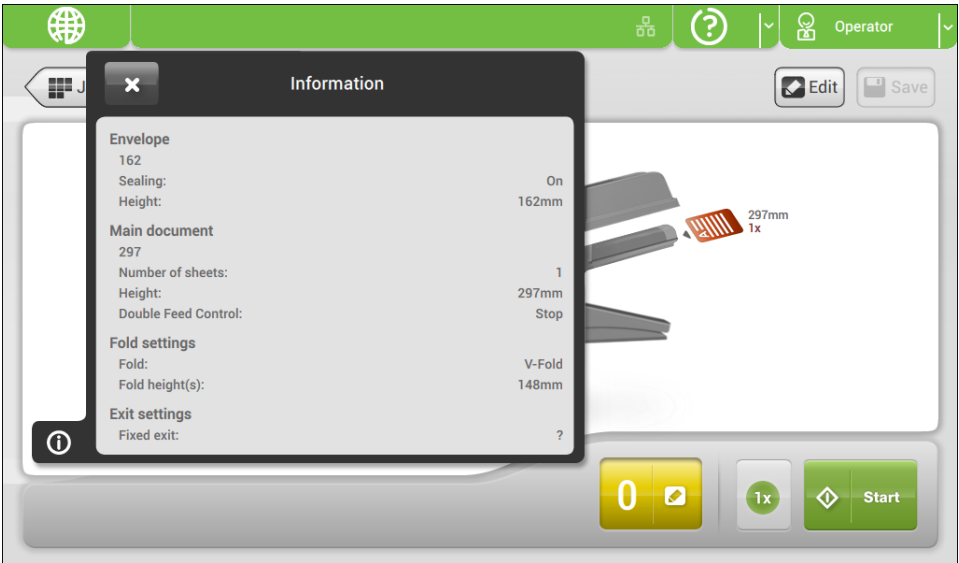 Operator
J
Information
Edit
Save
Envelope
162
Sealing: On
Height: 162mm
Main document
297
Number of sheets: 1
Height: 297mm
Double Feed Control: Stop
Fold settings
Fold: V-Fold
Fold height(s): 148mm
Exit settings
Fixed exit: ?
297mm
1x
0
1x
Start